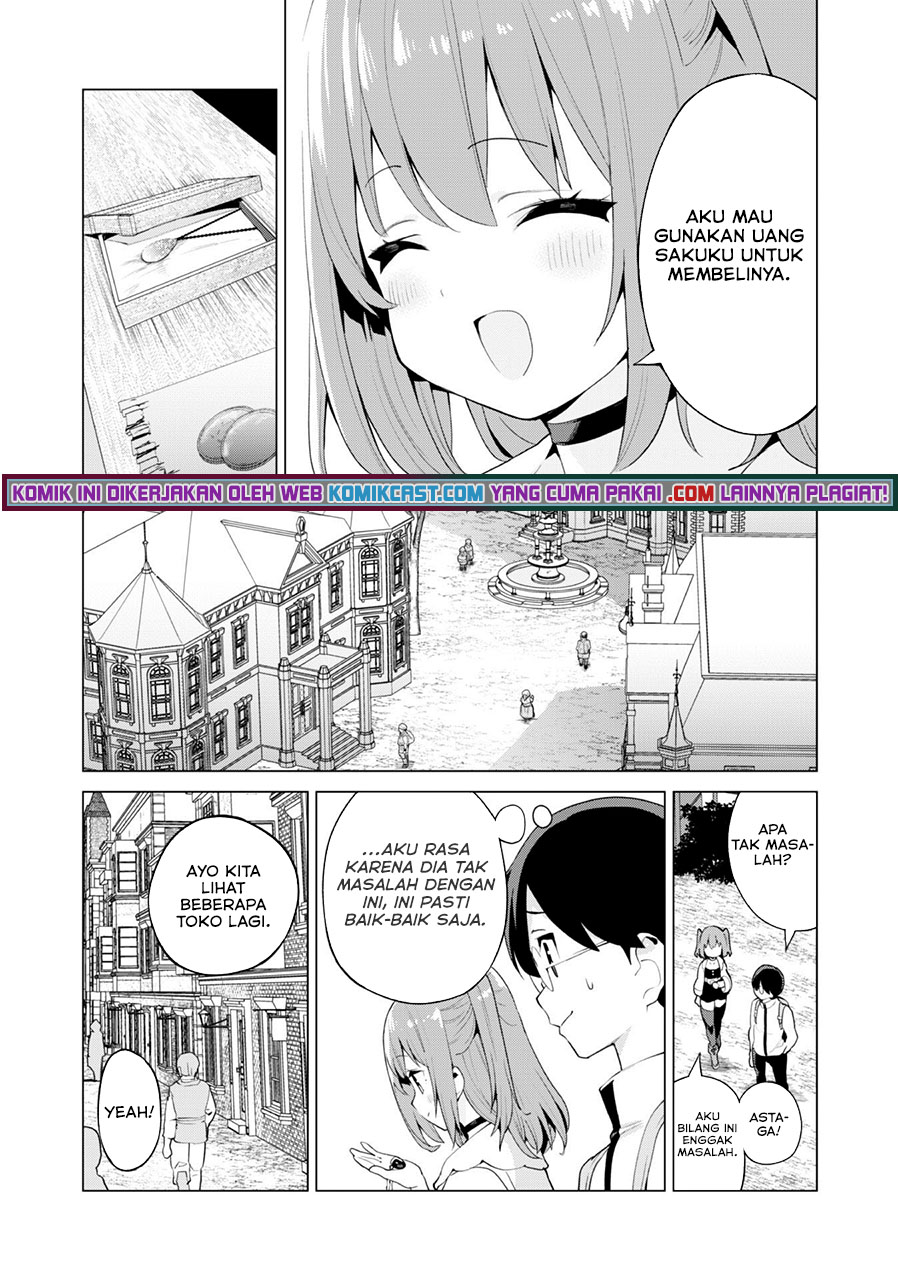 AKU MAU
GUNAKAN UANG
SAKUKU UNTUK
MEMBELINYA.
KOMIK INI DIKERJAKAN OLEH WEB KOMIKCAST.COM YANG CUMA PAKAI .COM LAINNYA PLAGIAT!
APA
TAK MASA-
LAH?
ASTA-
GA!
AKU
BILANG INI
ENGGAK
MASALAH.
...AKU RASA
KARENA DIA TAK
MASALAH DENGAN
INI, INI PASTI
BAIK-BAIK SAJA.
AYO KITA
LIHAT
BEBERAPA
TOKO LAGI.
YEAH!